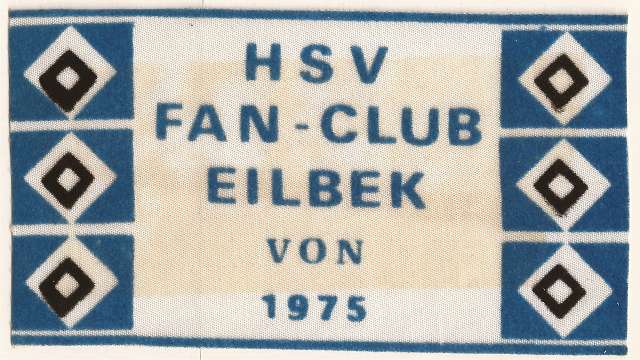 HSV
FAN-CLUB
EILBEK
VON
1975